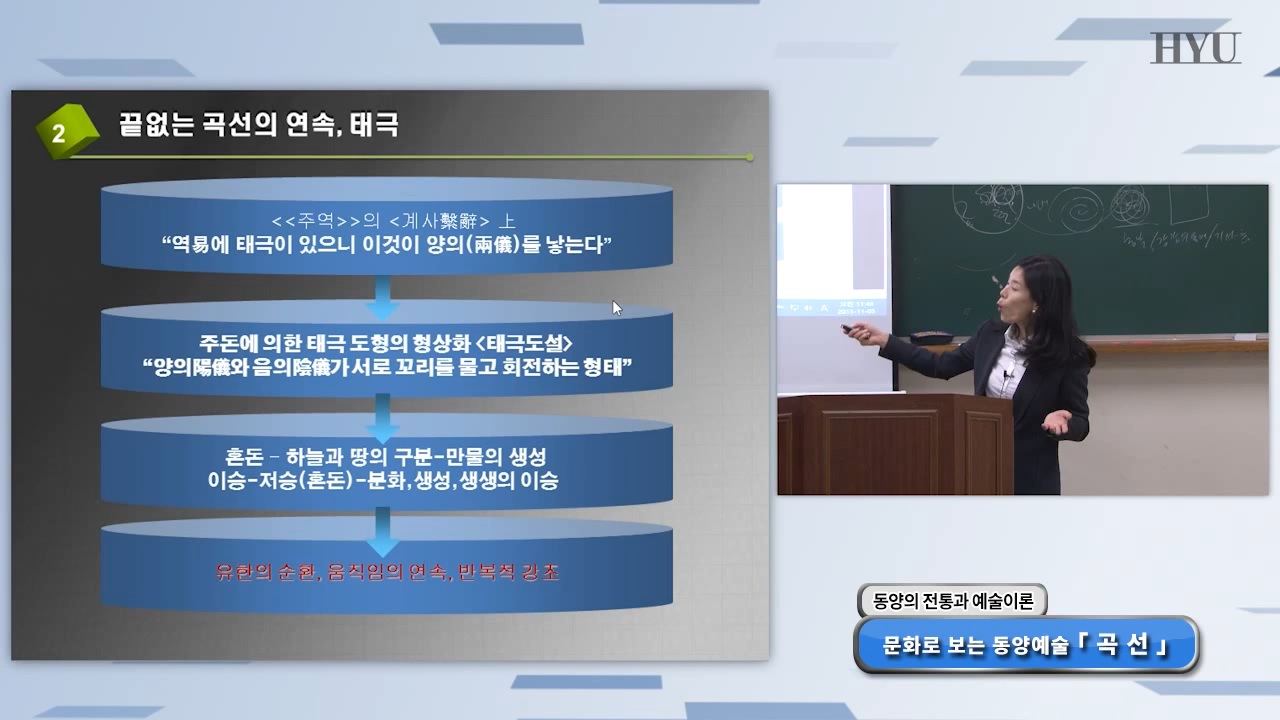 HYU
2
끝없는 곡선의 연속, 태극
<<주역>>의 <계사繫辭> 上
“역易에 태극이 있으니 이것이 양의(兩儀)를 낳는다”
주돈에 의한 태극 도형의 형상화 <태극도설>
“양의陽儀와 음의陰儀가 서로 꼬리를 물고 회전하는 형태”
혼돈 – 하늘과 땅의 구분-만물의 생성
이승-저승(혼돈)-분화,생성,생생의 이승
유한의 순환, 움직임의 연속, 반복적 강조
동양의 전통과 예술이론
문화로 보는 동양예술「 곡 선 」